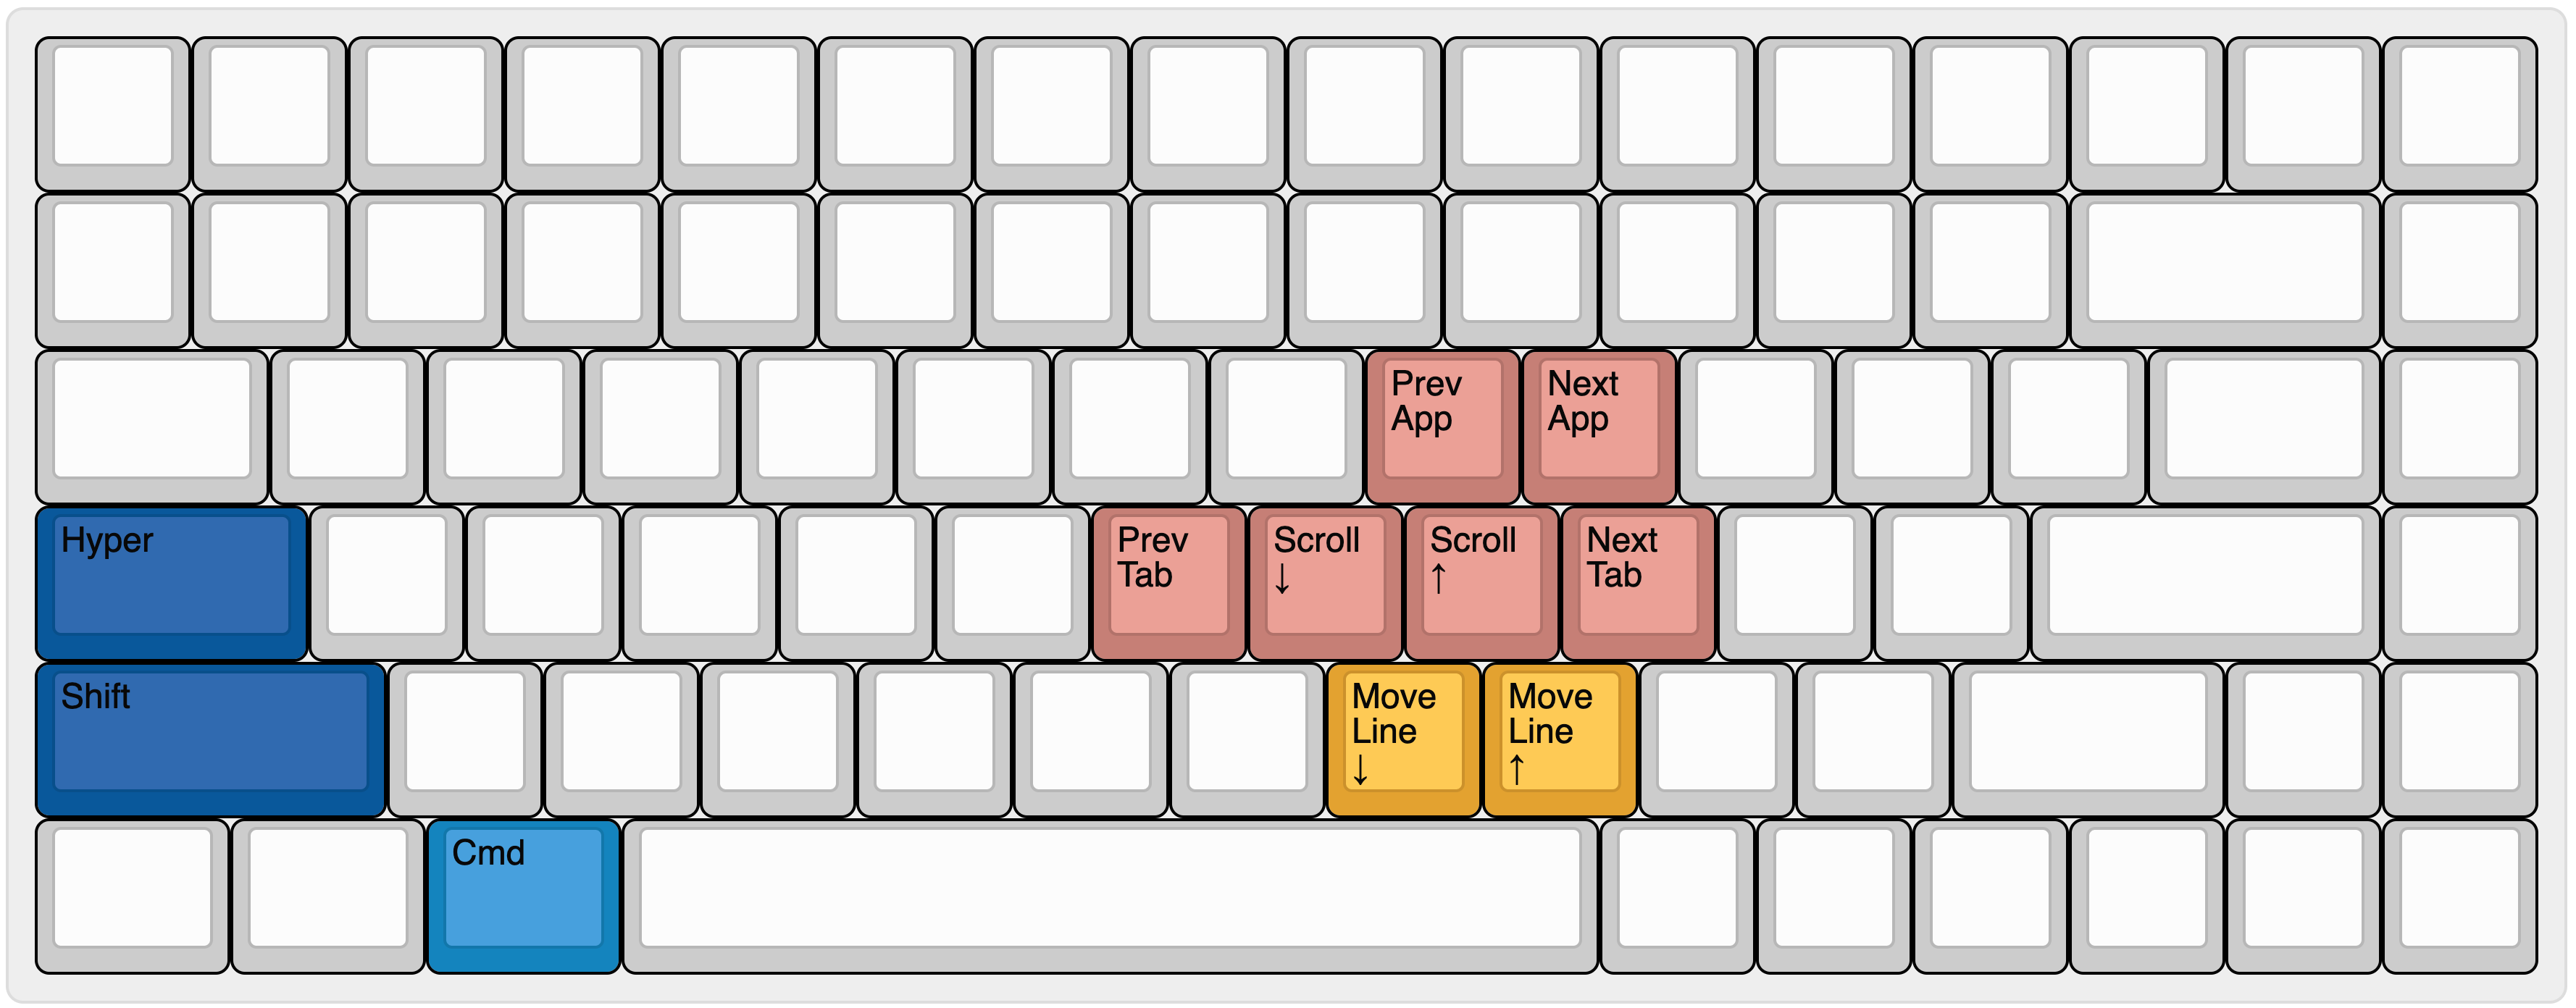 Prev
App
Next
App
Hyper
Prev
Tab
Scroll
↓
Scroll
↑
Next
Tab
Shift
Move
Line
↓
Move
Line
↑
Cmd